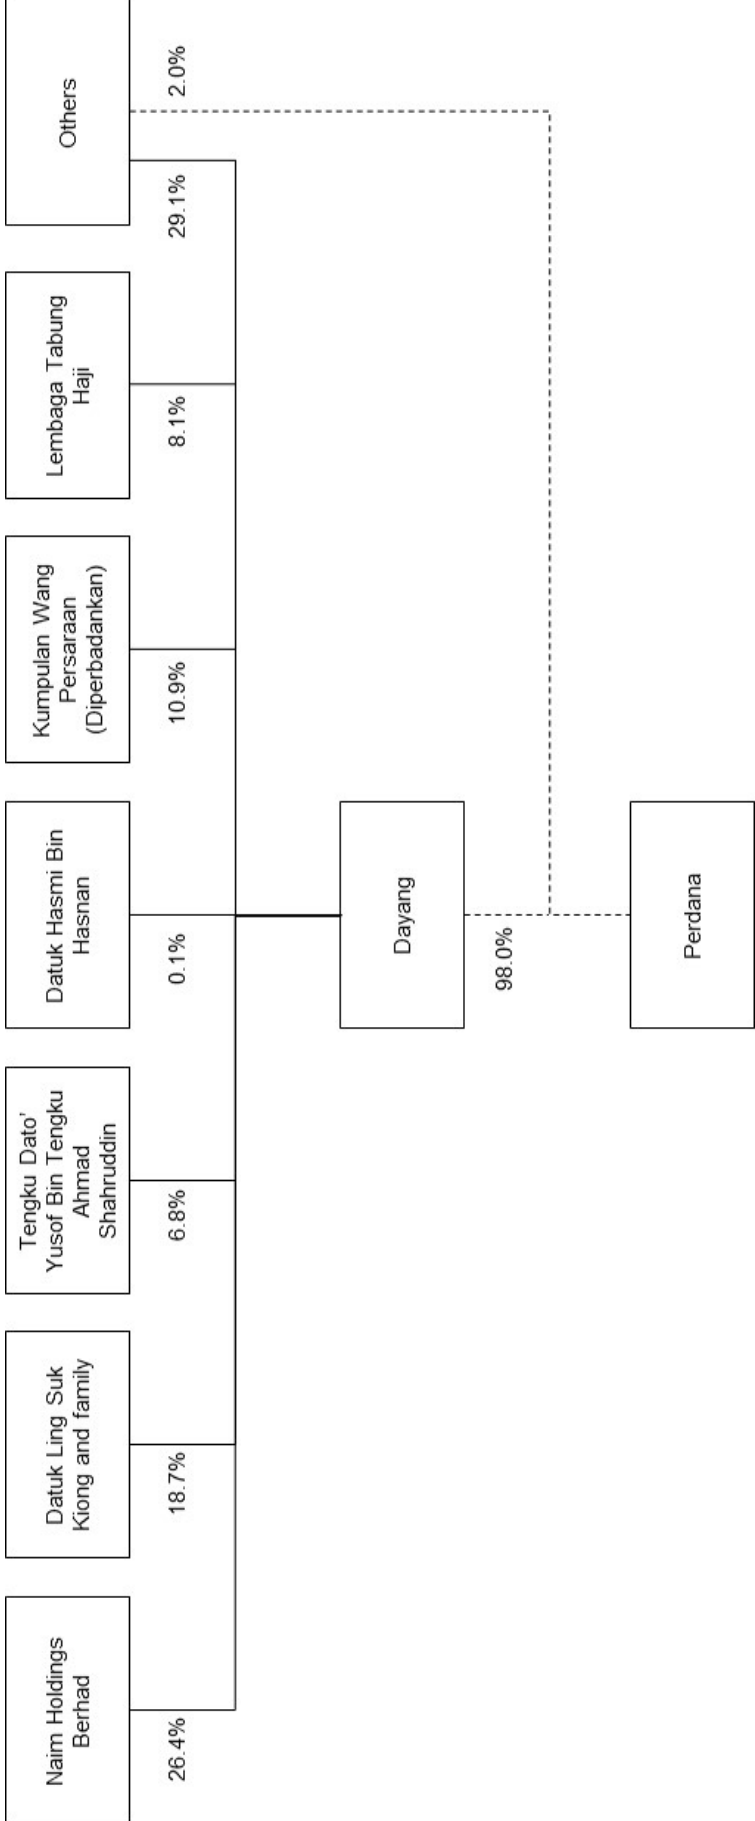 Naim Holdings
Berhad
Datuk Ling Suk
Kiong and family
Tengku Dato'
Yusof Bin Tengku
Ahmad
Shahruddin
Datuk Hasmi Bin
Hasnan
Kumpulan Wang
Persaraan
(Diperbadankan)
Lembaga Tabung
Haji
Others
26.4%
18.7%
6.8%
0.1%
10.9%
8.1%
29.1%
2.0%
Dayang
98.0%
Perdana